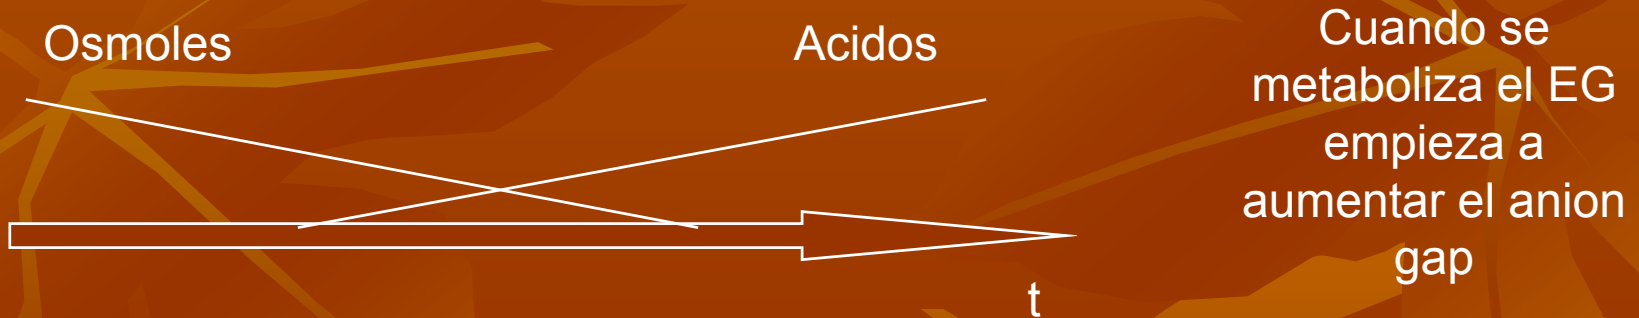 Osmoles
Acidos
Cuando se
metaboliza el EG
empieza a
aumentar el anion
gap
t